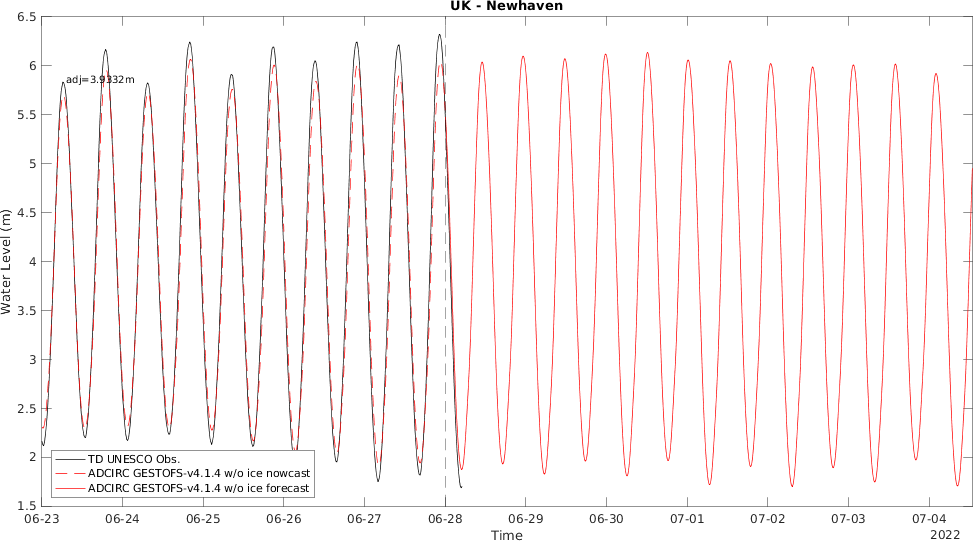 UK - Newhaven
6.5
6
5.5
5
4.5
4
3.5
3
2.5
2
1.5
Water Level (m)
adj=3.9332m
TD UNESCO Obs.
ADCIRC GESTOFS-v4.1.4 w/o ice nowcast
ADCIRC GESTOFS-v4.1.4 w/o ice forecast
06-23 06-24 06-25 06-26 06-27 06-28 06-29 06-30 07-01 07-02 07-03 07-04
Time
2022